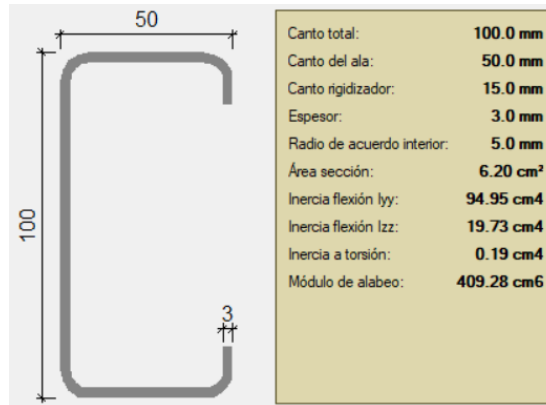 50
100
3
Canto total: 100.0 mm
Canto del ala: 50.0 mm
Canto rigidizador: 15.0 mm
Espesor: 3.0 mm
Radio de acuerdo interior: 5.0 mm
Área sección: 6.20 cm²
Inercia flexión Iyy: 94.95 cm4
Inercia flexión Izz: 19.73 cm4
Inercia a torsión: 0.19 cm4
Módulo de alabeo: 409.28 cm6